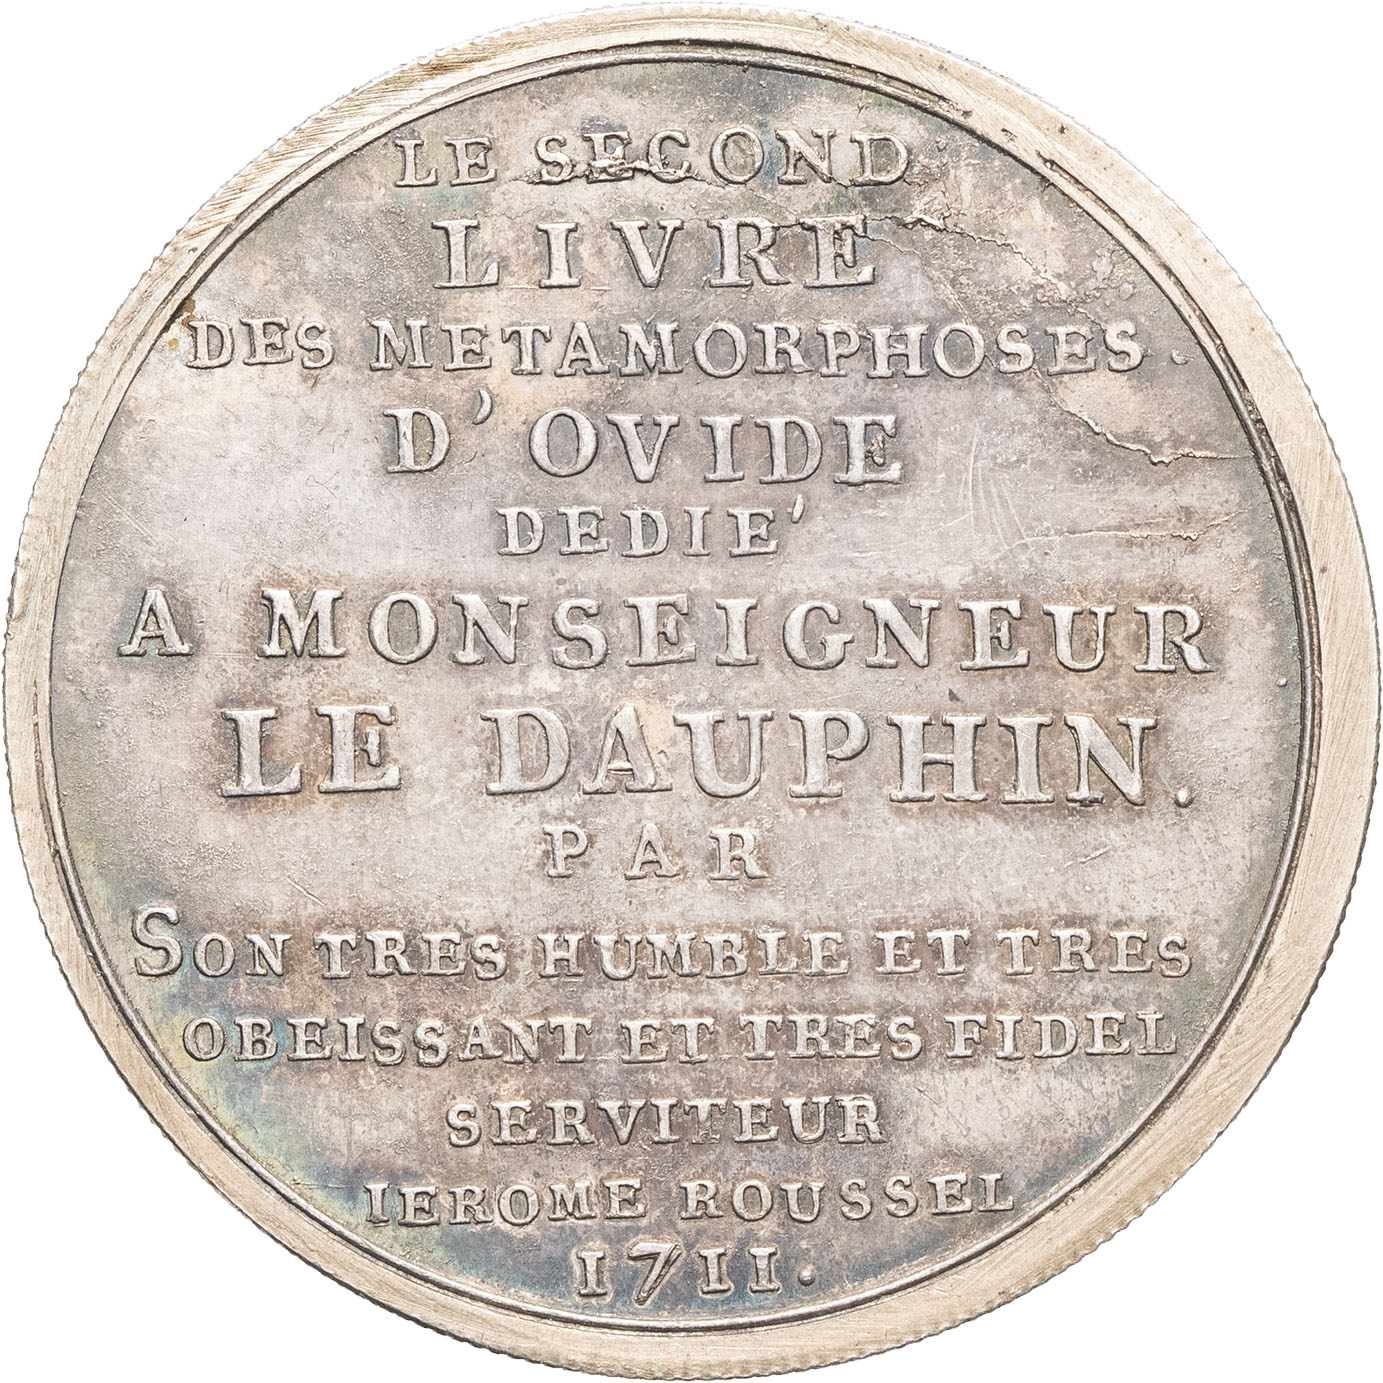 LE SECOND
LIVRE
DES METAMORPHOSES
D'OVIDE
DEDIE'
A MONSEIGNEUR
LE DAUPHIN.
PAR
SON TRES HUMBLE ET TRES
OBEISSANT ET TRES FIDEL
SERVITEUR
IEROME ROUSSEL
1711.